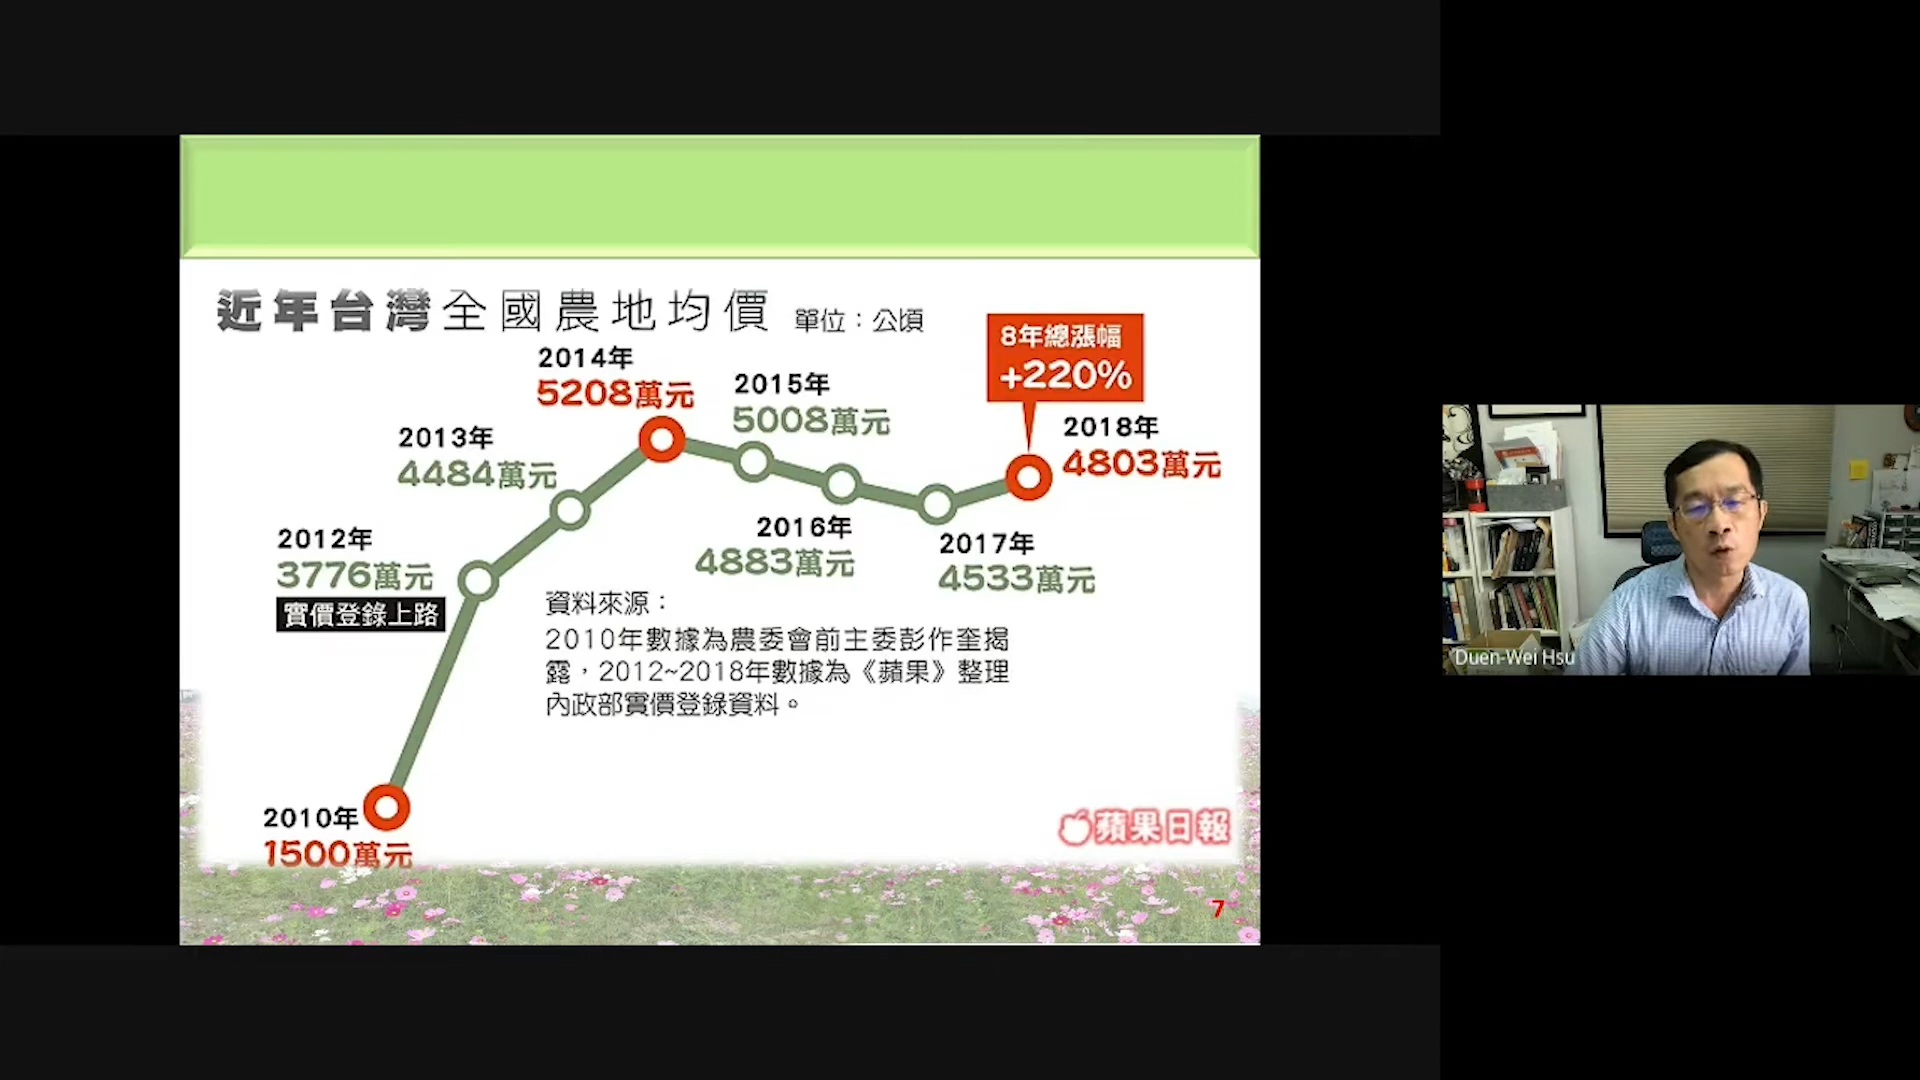 近年台灣全國農地均價 單位：公頃
8年總漲幅
+220%
2014年
5208萬元
2015年
5008萬元
2018年
4803萬元
2013年
4484萬元
2012年
3776萬元
實價登錄上路
2016年
4883萬元
2017年
4533萬元
資料來源：
2010年數據為農委會前主委彭作奎揭
露，2012~2018年數據為《蘋果》整理
內政部實價登錄資料。
2010年
1500萬元
蘋果日報
7
Duen-Wei Hsu